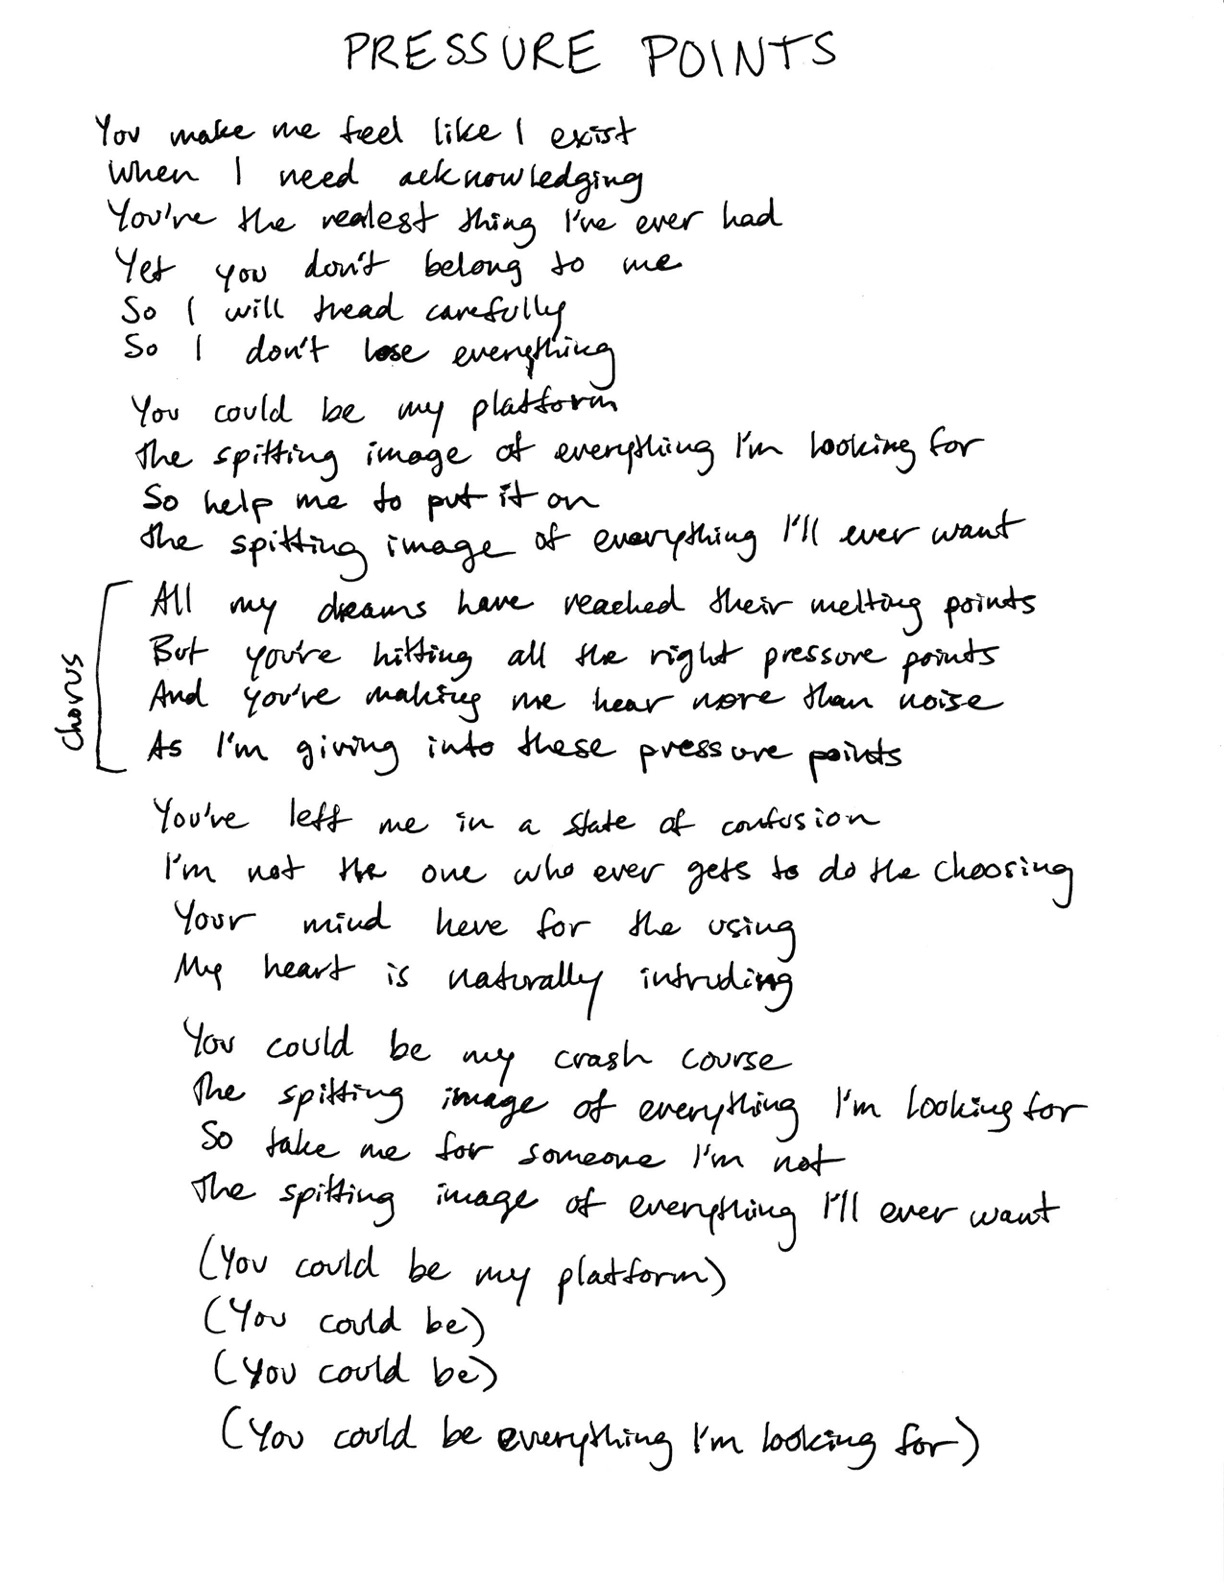 PRESSURE POINTS
You make me feel like I exist
When I need acknowledging
You're the realest thing I've ever had
Yet you don't belong to me
So I will tread carefully
So I don't lose everything
You could be my platform
The spitting image of everything I'm looking for
So help me to put it on
The spitting image of everything I'll ever want
Chorus
All my dreams have reached their melting points
But you're hitting all the right pressure points
And you're making me hear more than noise
As I'm giving into these pressure points
You've left me in a state of confusion
I'm not the one who ever gets to do the choosing
Your mind here for the using
My heart is naturally intruding
You could be my crash course
The spitting image of everything I'm looking for
So take me for someone I'm not
The spitting image of everything I'll ever want
(You could be my platform)
(You could be)
(You could be)
(You could be everything I'm looking for)